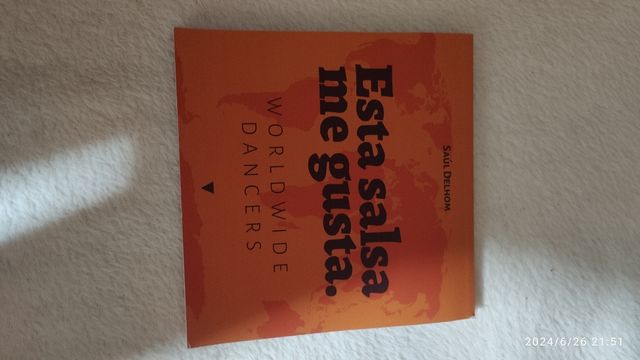 SAÚL DELHOM
Esta salsa
me gusta.
WORLDWIDE
DANCERS
2024/6/26 21:51